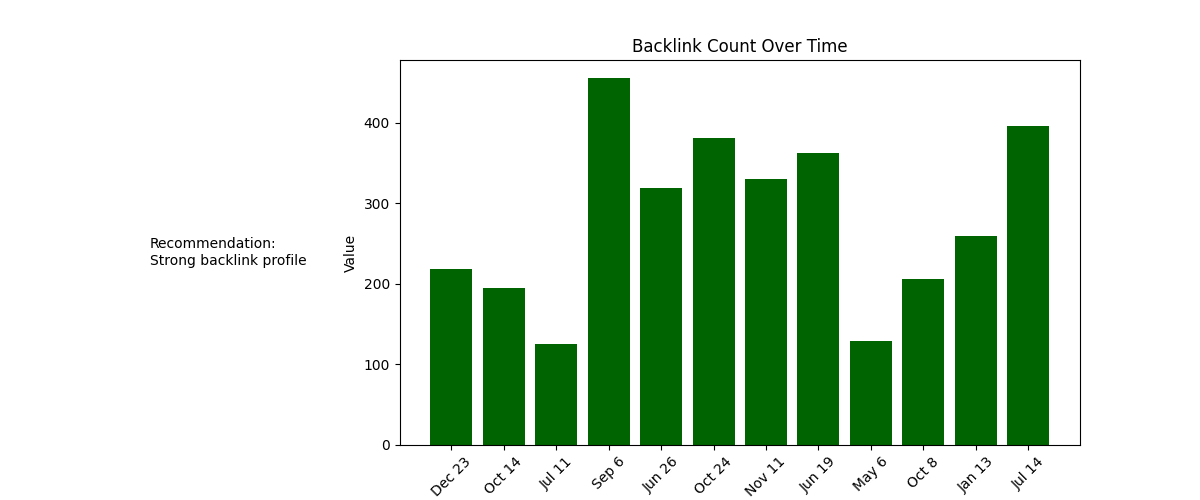 Backlink Count Over Time
Recommendation:
Strong backlink profile
Value
400
300
200
100
0
Dec 23
Oct 14
Jul 11
Sep 6
Jun 26
Oct 24
Nov 11
Jun 19
May 6
Oct 8
Jan 13
Jul 14